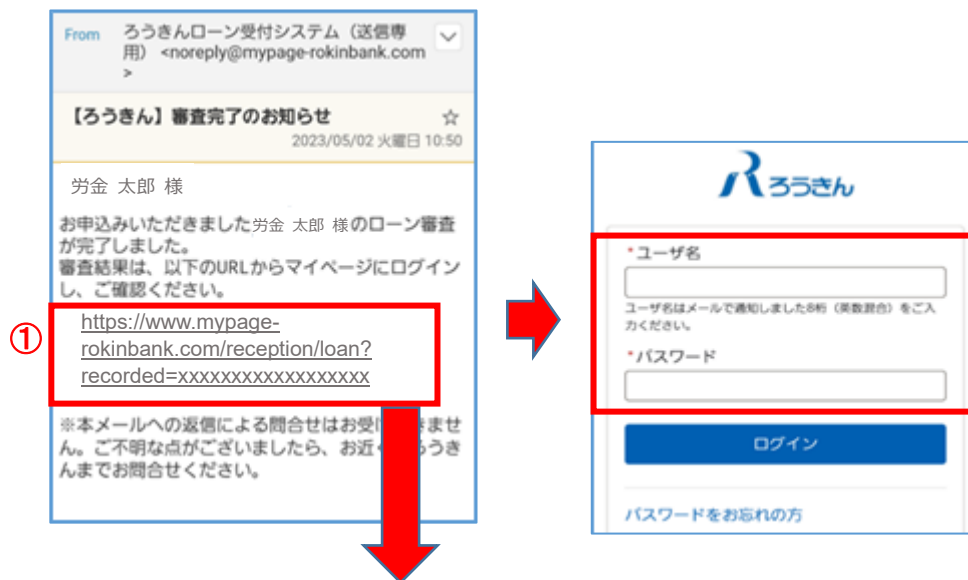 From ろうきんローン受付システム（送信専
用） <noreply@mypage-rokinbank.com
>
【ろうきん】審査完了のお知らせ ☆
2023/05/02 火曜日 10:50
労金 太郎 様
お申込みいただきました労金 太郎 様のローン審査
が完了しました。
審査結果は、以下のURLからマイページにログイン
し、ご確認ください。
①
https://www.mypage-
rokinbank.com/reception/loan?
recorded=xxxxxxxxxxxxxxxxxx
※本メールへの返信による問合せはお受け きませ
ん。ご不明な点がございましたら、お近く ろうき
んまでお問合せください。
ろうきん
*ユーザ名
ユーザ名はメールで通知しました8桁（英数混合）をご入
力ください。
*パスワード
ログイン
パスワードをお忘れの方